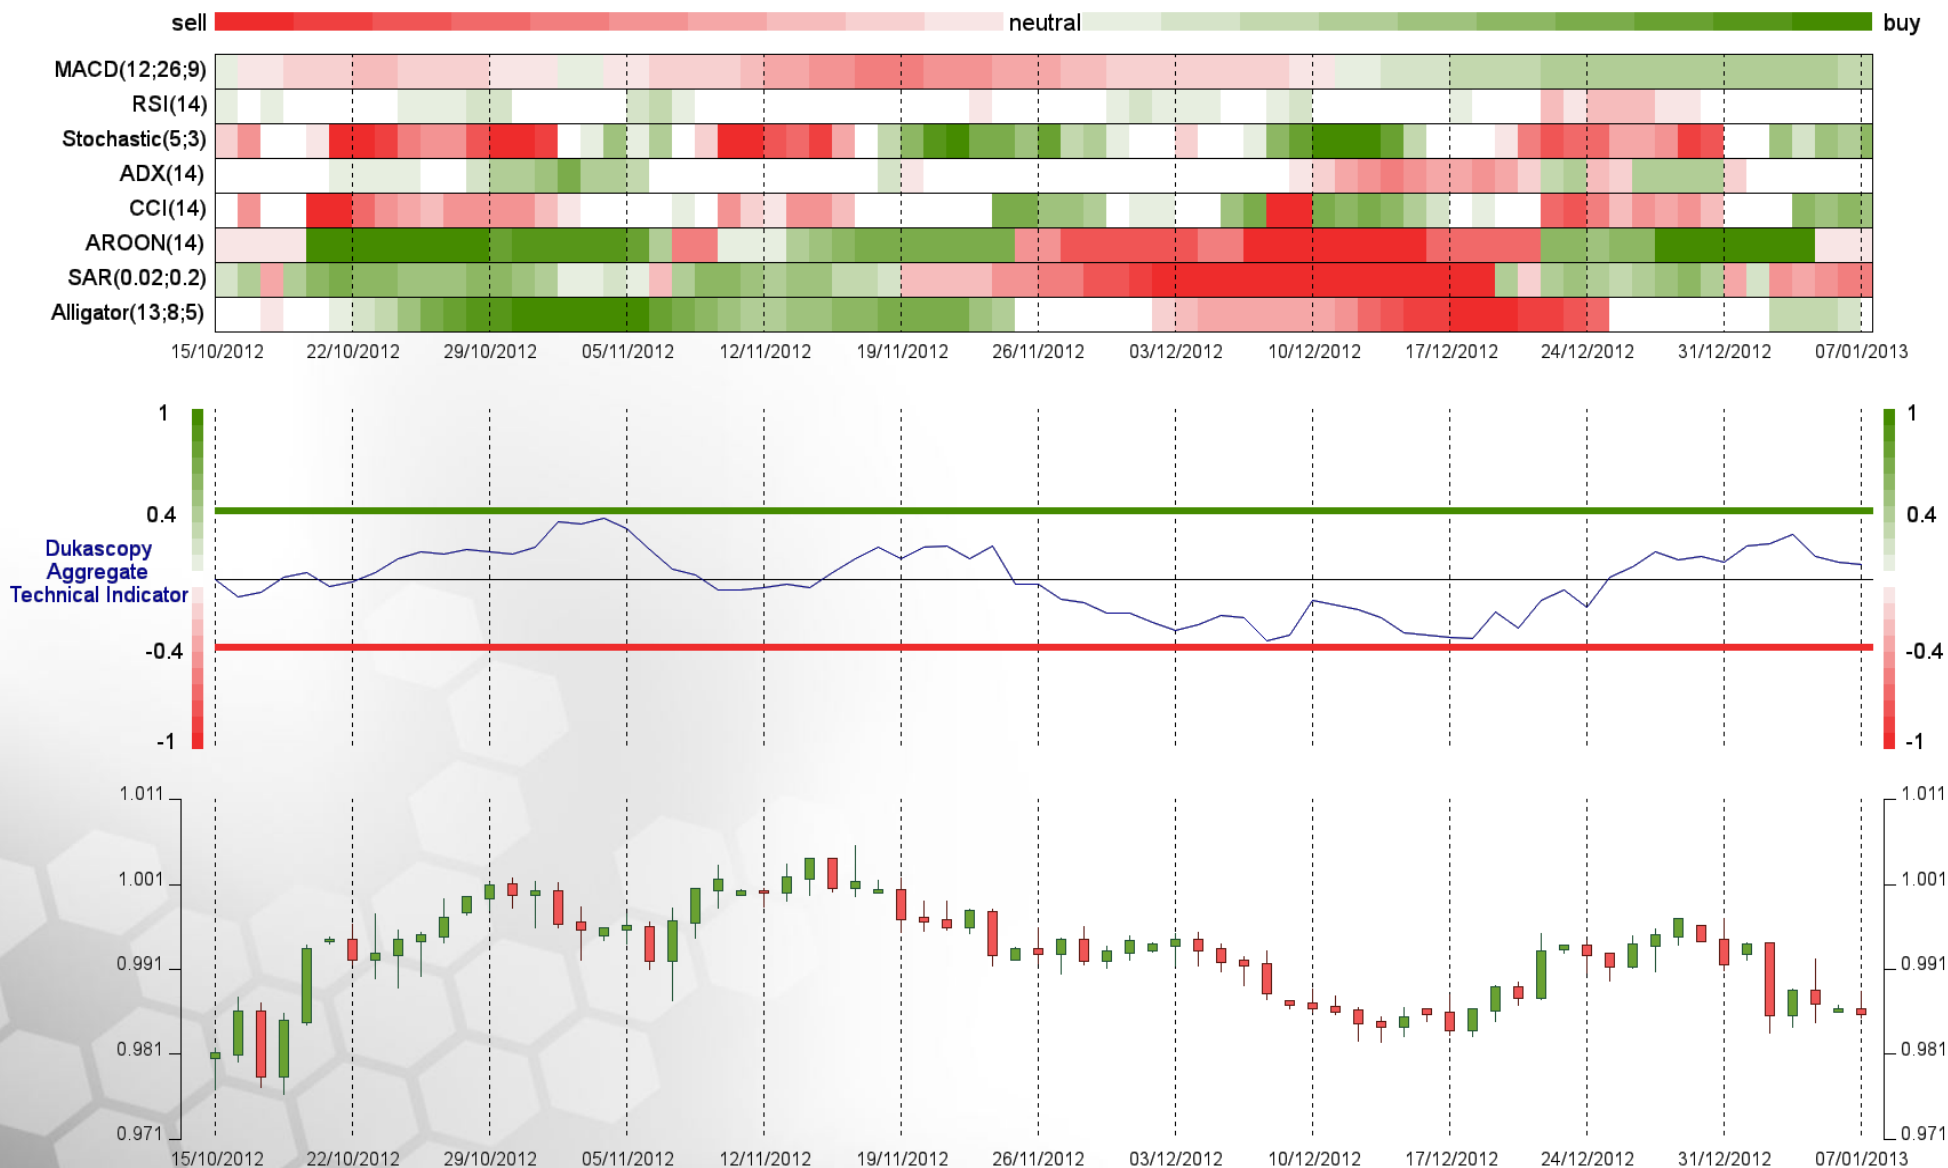 sell neutral buy
MACD(12;26;9)
RSI(14)
Stochastic(5;3)
ADX(14)
CCI(14)
AROON(14)
SAR(0.02;0.2)
Alligator(13;8;5)
15/10/2012 22/10/2012 29/10/2012 05/11/2012 12/11/2012 19/11/2012 26/11/2012 03/12/2012 10/12/2012 17/12/2012 24/12/2012 31/12/2012 07/01/2013
1 1
0.4 0.4
Dukascopy
Aggregate
Technical Indicator
-0.4 -0.4
-1 -1
1.011 1.011
1.001 1.001
0.991 0.991
0.981 0.981
0.971 0.971
15/10/2012 22/10/2012 29/10/2012 05/11/2012 12/11/2012 19/11/2012 26/11/2012 03/12/2012 10/12/2012 17/12/2012 24/12/2012 31/12/2012 07/01/2013